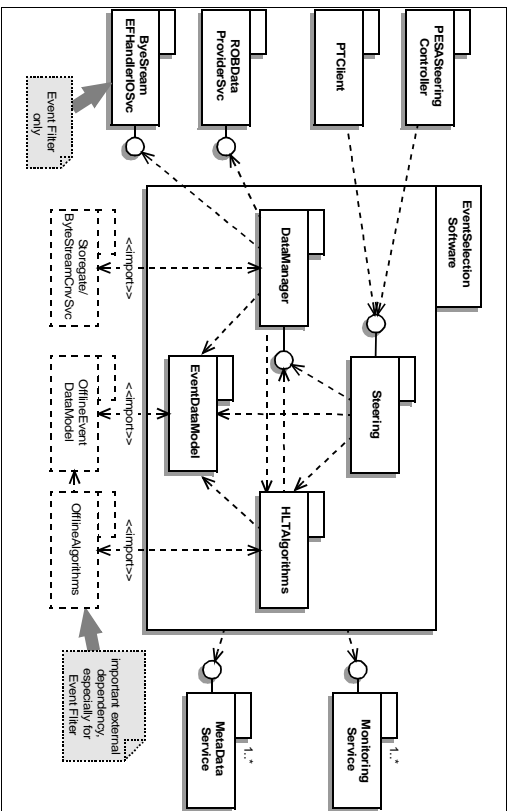 EventSelection
Software
PESASteering
Controller
PTClient
ROBData
ProviderSvc
ByeSream
EFHandlerIOSvc
Steering
DataManager
HLTAlgorithms
EventDataModel
Monitoring
Service
1..*
MetaData
Service
1..*
<<import>>
<<import>>
<<import>>
Storegate/
ByteStreamCnvSvc
OfflineEvent
DataModel
OfflineAlgorithms
Event Filter
only
important external
dependency,
especially for
Event Filter